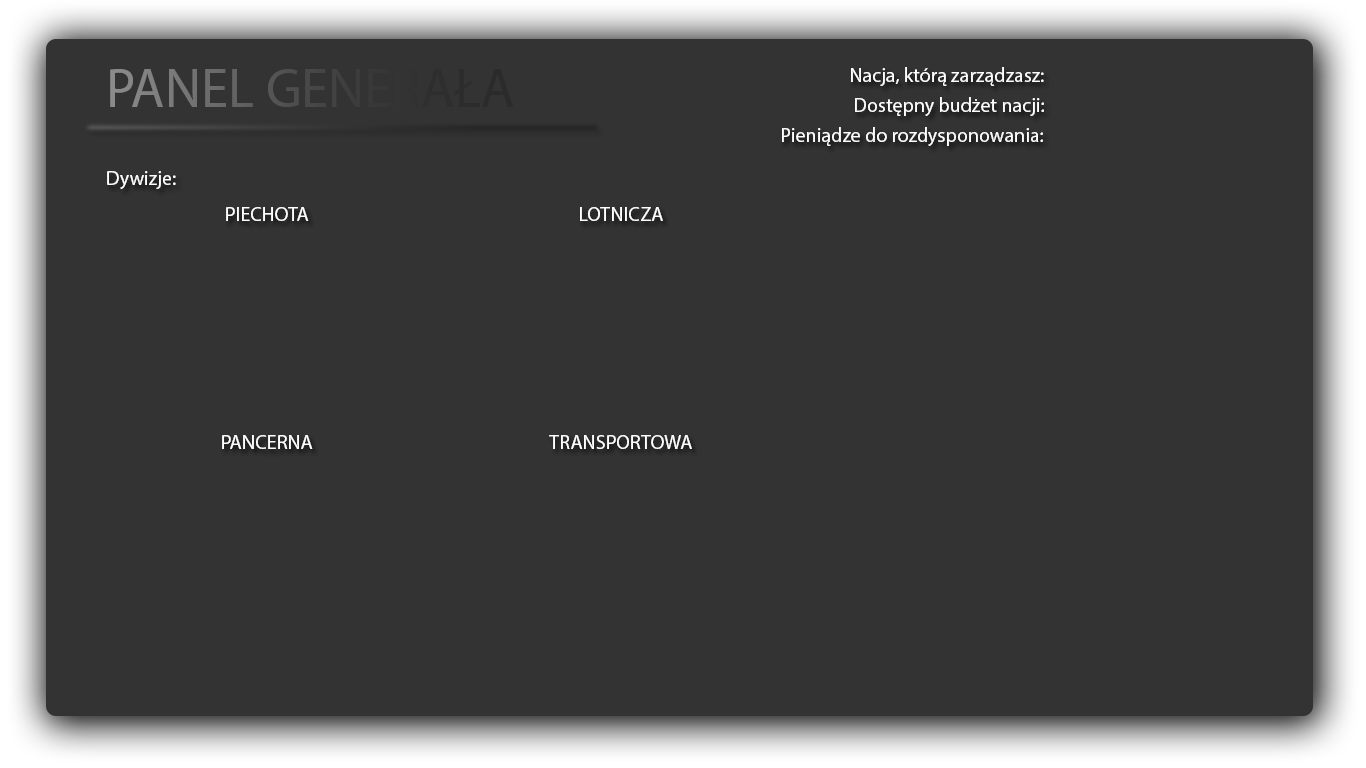 PANEL GENERAŁA
Nacja, którą zarządzasz:
Dostępny budżet nacji:
Pieniądze do rozdysponowania:
Dywizje:
PIECHOTA
LOTNICZA
PANCERNA
TRANSPORTOWA